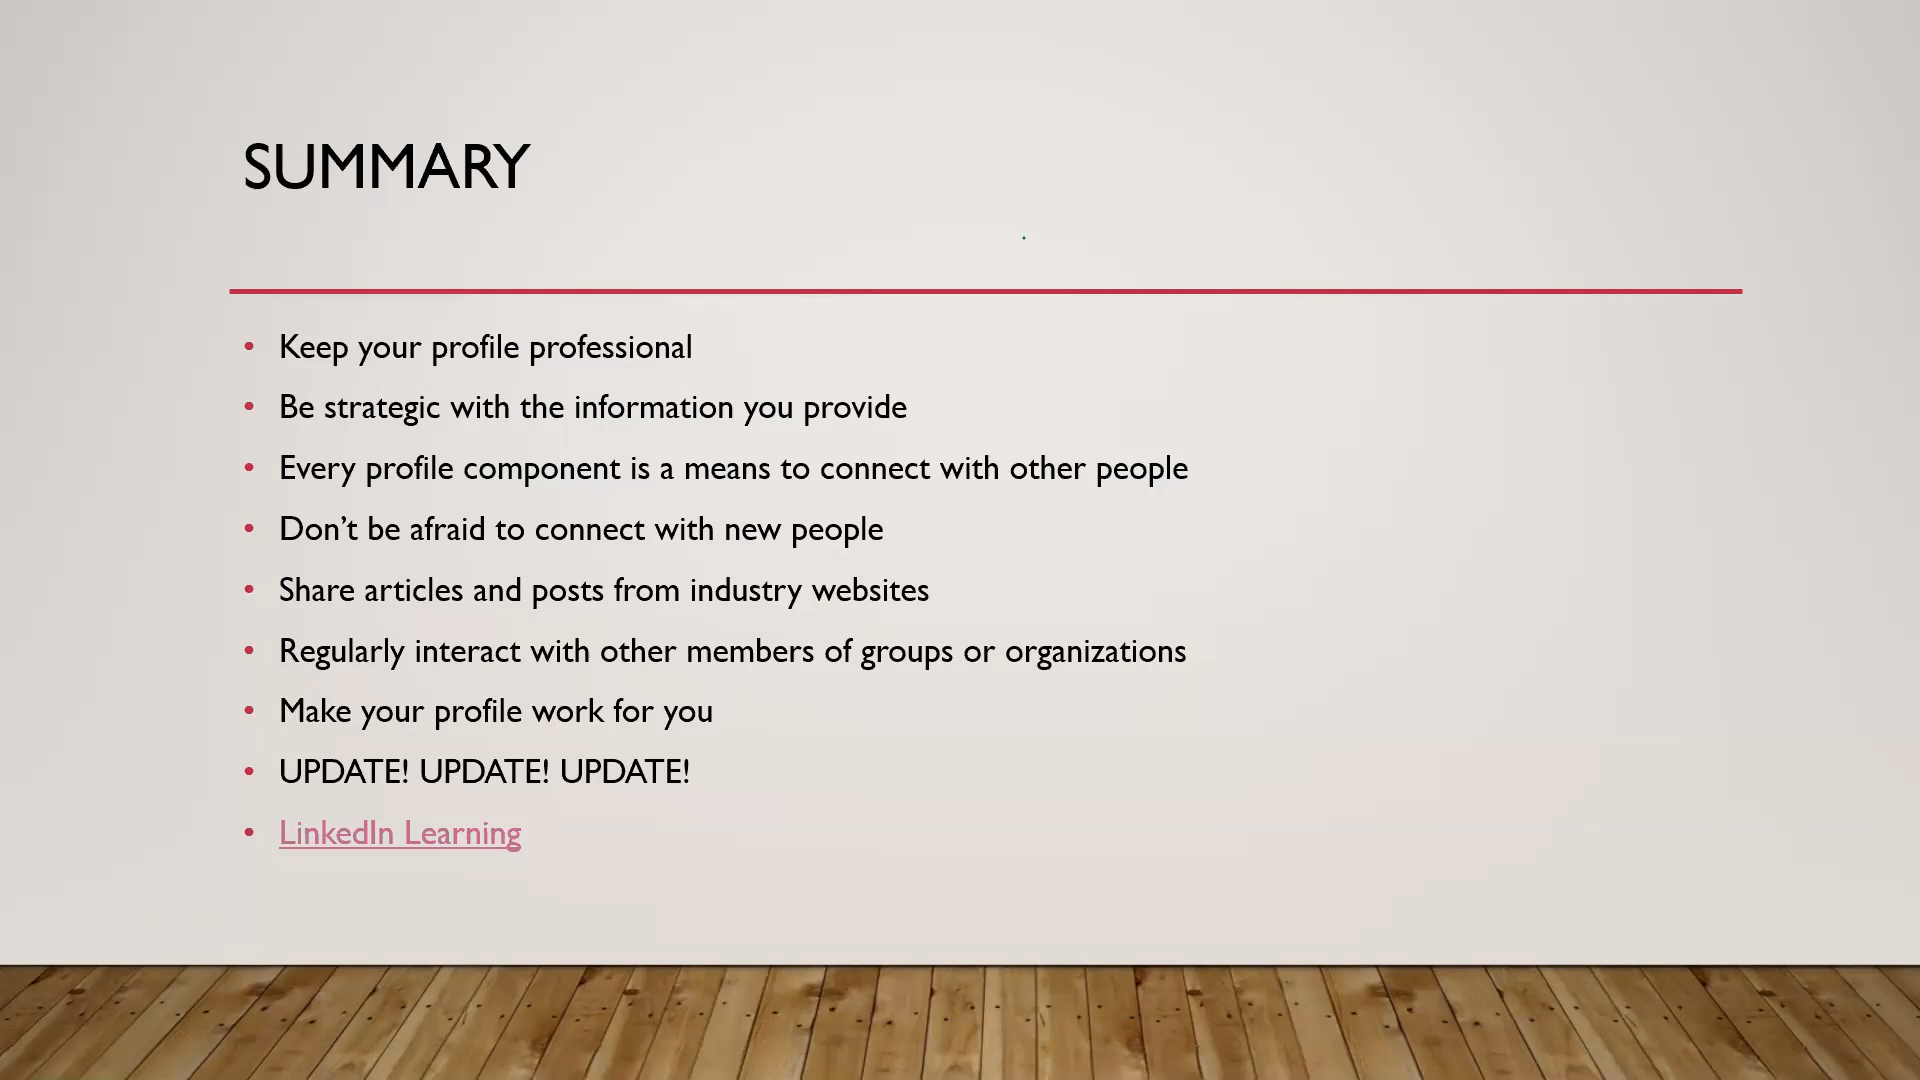 SUMMARY
• Keep your profile professional
• Be strategic with the information you provide
• Every profile component is a means to connect with other people
• Don’t be afraid to connect with new people
• Share articles and posts from industry websites
• Regularly interact with other members of groups or organizations
• Make your profile work for you
• UPDATE! UPDATE! UPDATE!
• LinkedIn Learning